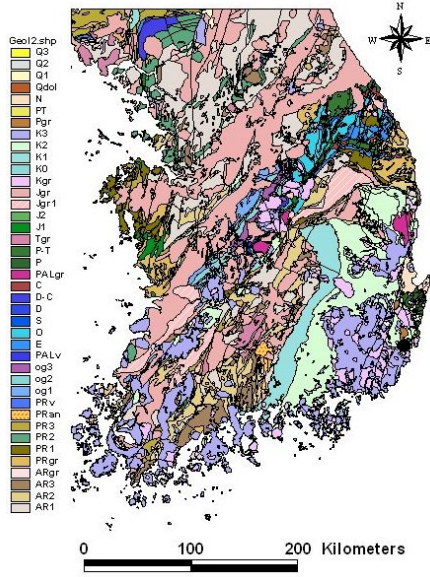 N
W E
S
Geol2.shp
Q3
Q2
Q1
Qdol
N
PT
Pgr
K3
K2
K1
K0
Kgr
Jgr
Jgr1
J2
J1
Tgr
P-T
P
PALgr
C
D-C
D
S
O
E
PALv
og3
og2
og1
PRv
PRan
PR3
PR2
PR1
PRgr
ARgr
AR3
AR2
AR1
0 100 200 Kilometers